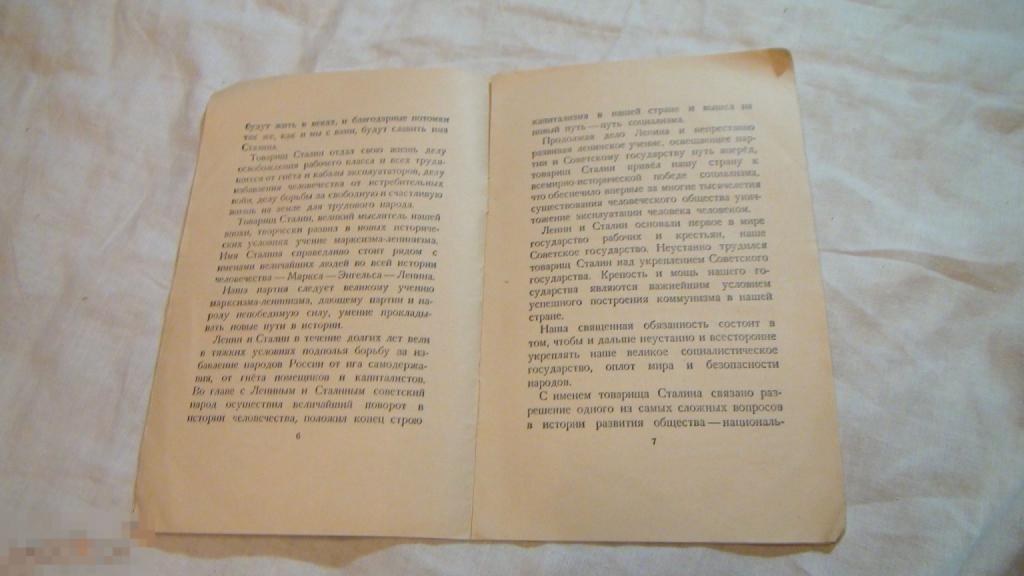 будут жить в веках, и благодарные потомки
так же, как и мы с вами, будут славить имя
Сталина.
Товарищ Сталин отдал свою жизнь делу
освобождения рабочего класса и всех трудя-
щихся от гнёта и кабалы эксплуататоров, делу
избавления человечества от истребительных
войн, делу борьбы за свободную и счастливую
жизнь на земле для трудового народа.
Товарищ Сталин, великий мыслитель нашей
эпохи, творчески развил в новых историче-
ских условиях учение марксизма-ленинизма.
Имя Сталина справедливо стоит рядом с
именами величайших людей во всей истории
человечества — Маркса — Энгельса — Ленина.
Наша партия следует великому учению
марксизма-ленинизма, дающему партии и на-
роду непобедимую силу, умение проклады-
вать новые пути в истории.
Ленин и Сталин в течение долгих лет вели
в тяжких условиях подполья борьбу за из-
бавление народов России от ига самодержа-
вия, от гнёта помещиков и капиталистов.
Во главе с Лениным и Сталиным советский
народ осуществил величайший поворот в
истории человечества, положил конец строю
6
капитализма в нашей стране и вышел на
новый путь — путь социализма.
Продолжая дело Ленина и непрестанно
развивая ленинское учение, освещающее пар-
тии и Советскому государству путь вперёд,
товарищ Сталин привёл нашу страну к
всемирно-исторической победе социализма,
что обеспечило впервые за многие тысячелетия
существования человеческого общества унич-
тожение эксплуатации человека человеком.
Ленин и Сталин основали первое в мире
государство рабочих и крестьян, наше
Советское государство. Неустанно трудился
товарищ Сталин над укреплением Советского
государства. Крепость и мощь нашего го-
сударства являются важнейшим условием
успешного построения коммунизма в нашей
стране.
Наша священная обязанность состоит в
том, чтобы и дальше неустанно и всесторонне
укреплять наше великое социалистическое
государство, оплот мира и безопасности
народов.
С именем товарища Сталина связано раз-
решение одного из самых сложных вопросов
в истории развития общества — националь-
7